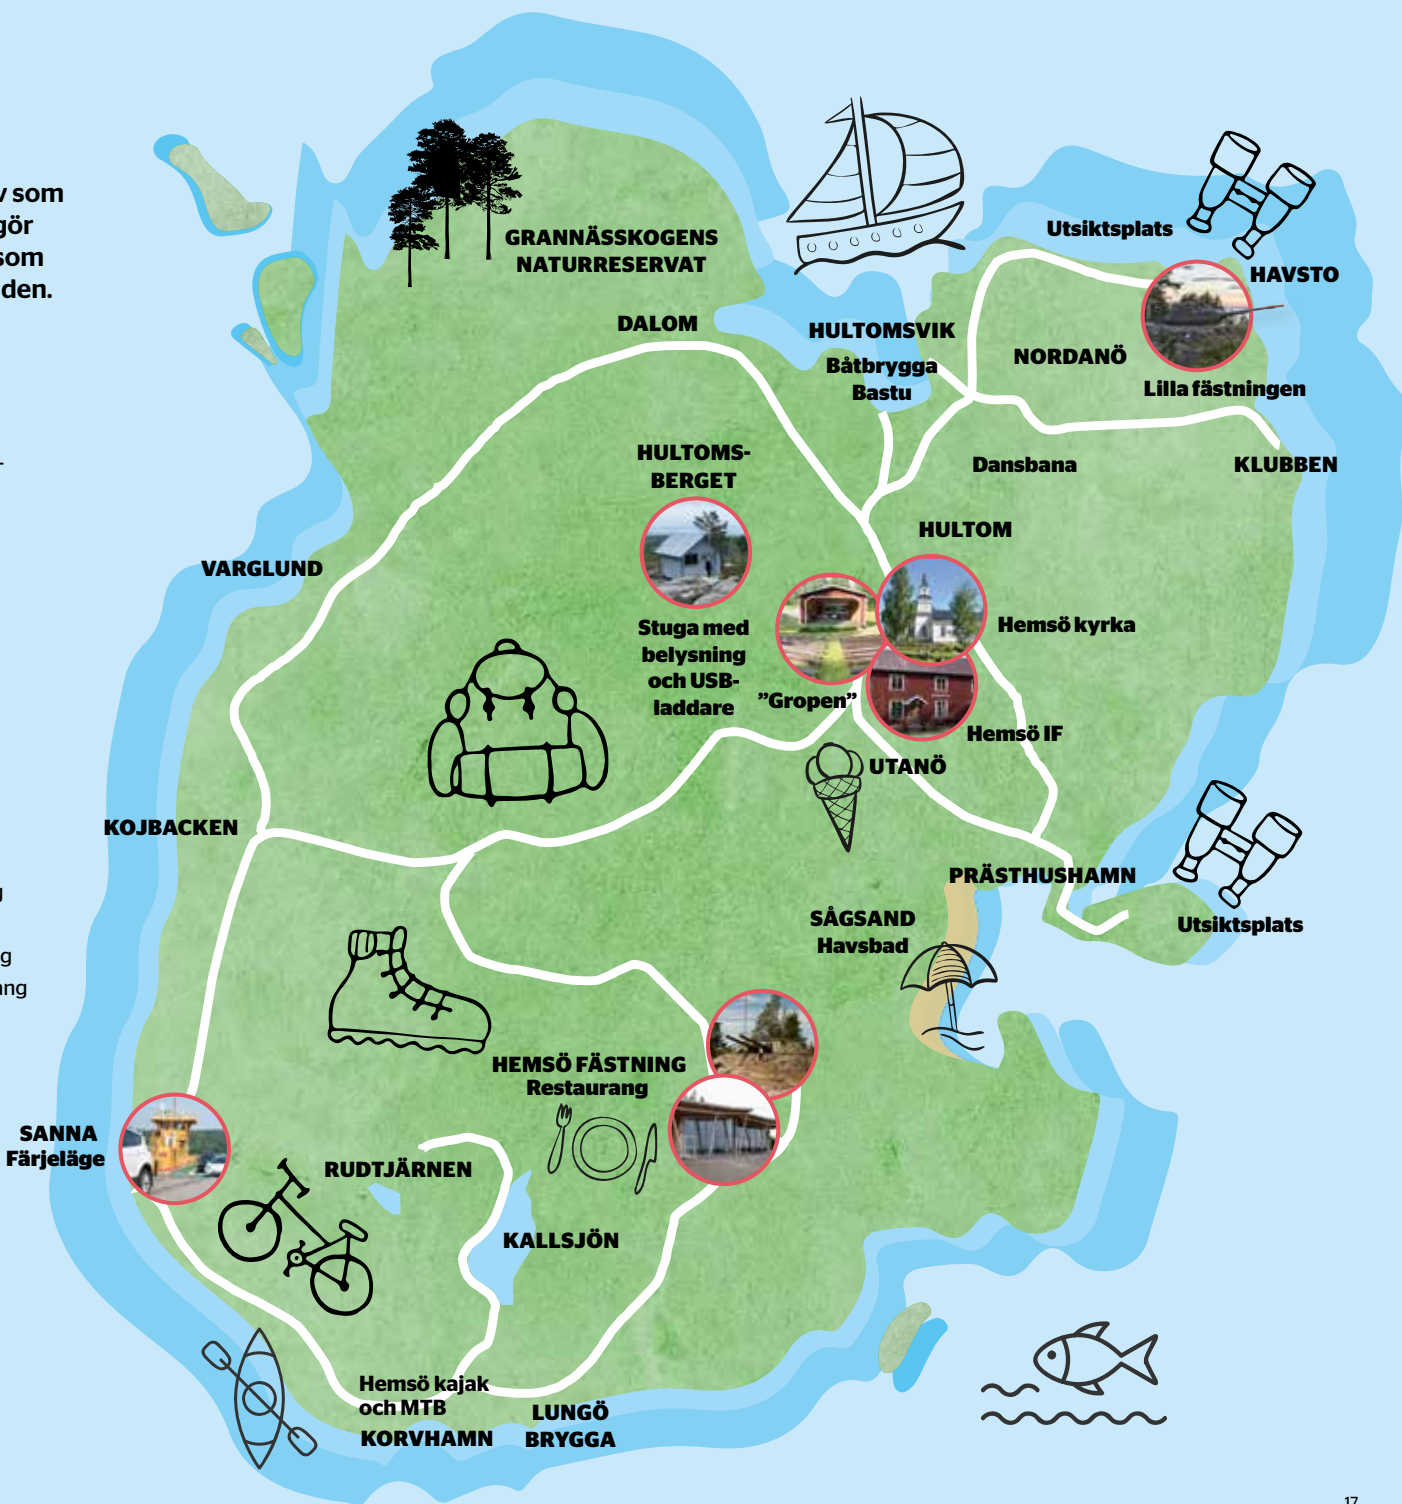 som
gör
som
den.
Utsiktsplats
GRANNÄSSKOGENS
NATURRESERVAT
HAVSTO
DALOM
HULTOMSVIK
Båtbrygga
Bastu
NORDANÖ
Lilla fästningen
HULTOMS-
BERGET
Dansbana
KLUBBEN
HULTOM
VARGLUND
Stuga med
belysning
och USB-
laddare
Hemsö kyrka
”Gropen”
Hemsö IF
UTANÖ
KOJBACKEN
PRÄSTHUSHAMN
SÅGSAND
Havsbad
Utsiktsplats
HEMSÖ FÄSTNING
Restaurang
SANNA
Färjeläge
RUDTJÄRNEN
KALLSJÖN
Hemsö kajak
och MTB
KORVHAMN
LUNGÖ
BRYGGA
17